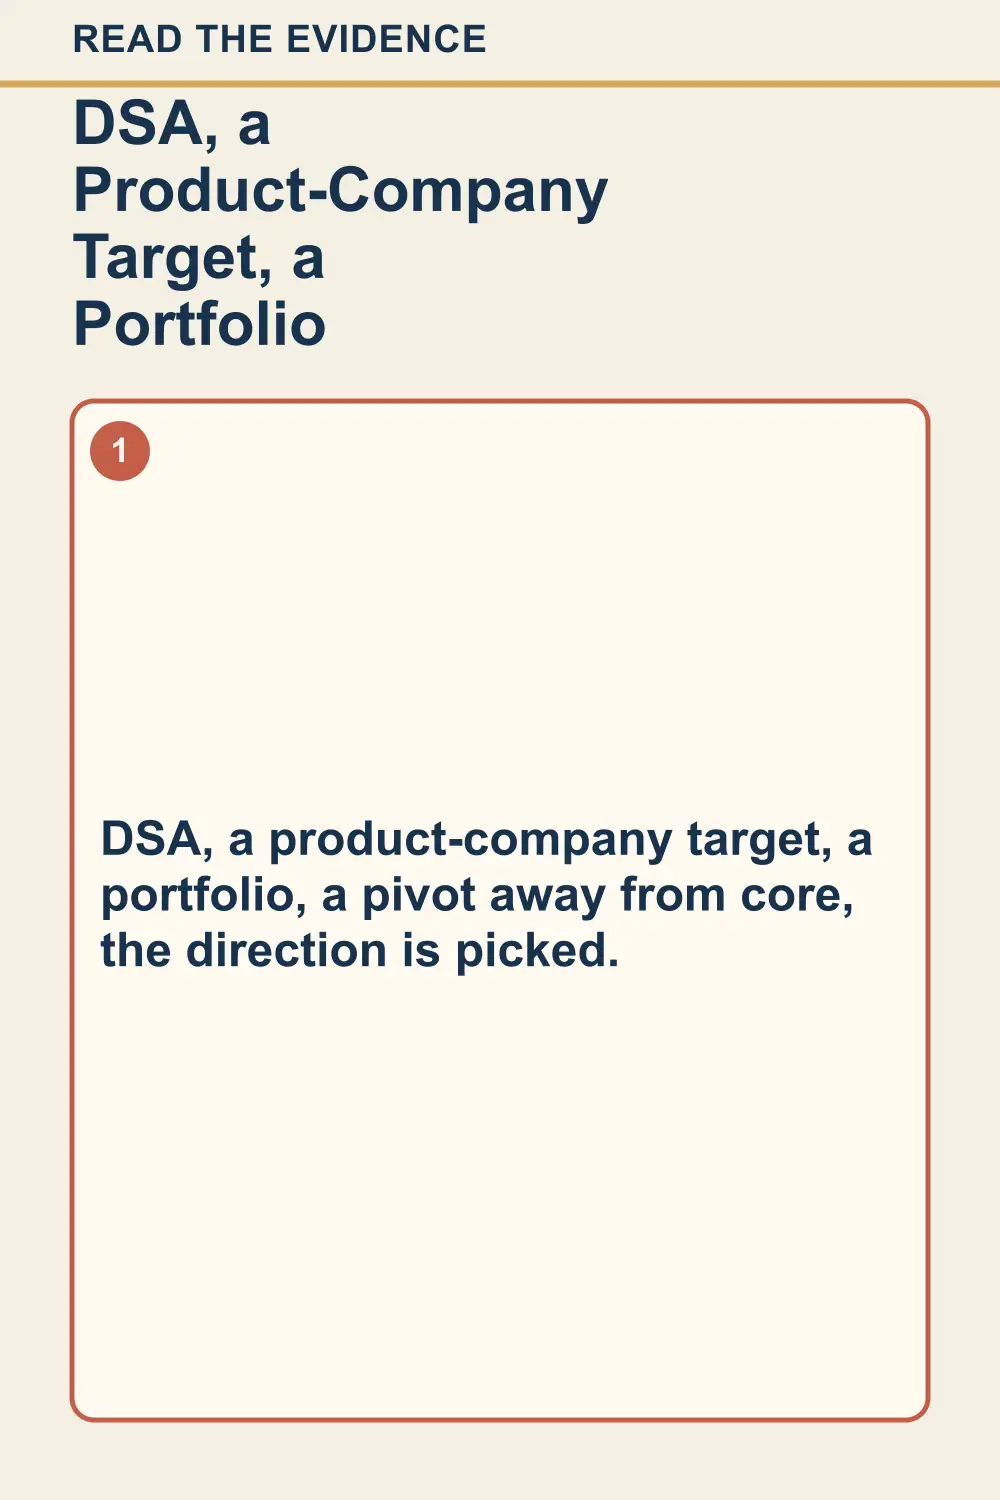 READ THE EVIDENCE
DSA, a
Product-Company
Target, a
Portfolio
1
DSA, a product-company target, a
portfolio, a pivot away from core,
the direction is picked.